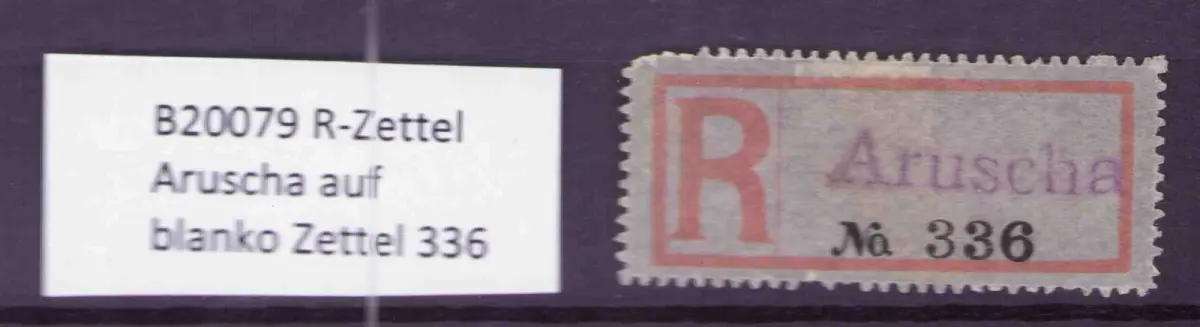 B20079 R-Zettel
Aruscha auf
blanko Zettel 336
R
Aruscha
No 336